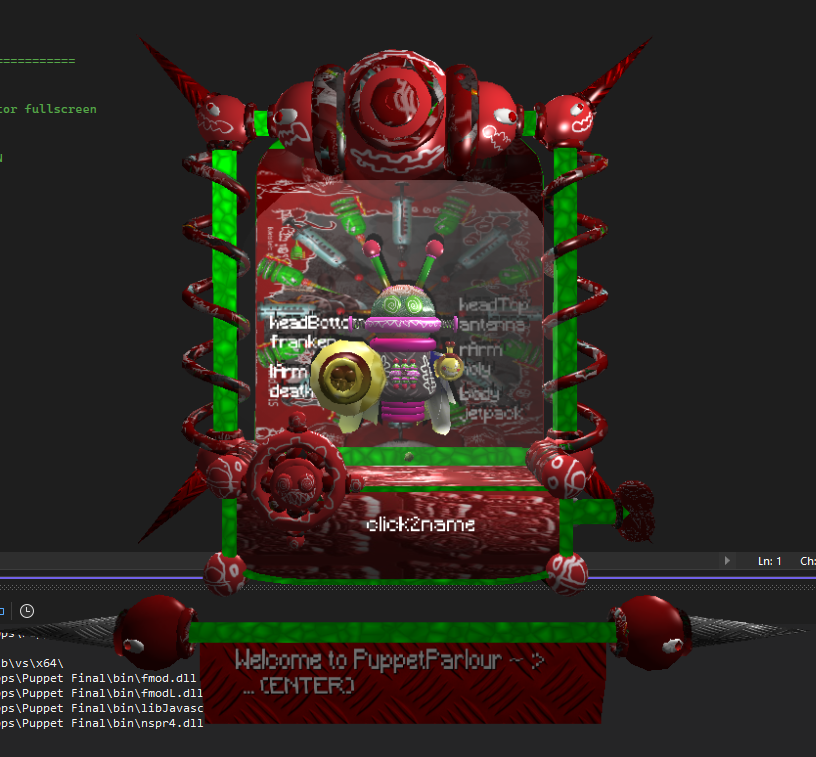 ===========
tor fullscreen
headTop
headBottom
antenna
franken
rArm
holy
lArm
death
body
jetpack
click2name
Ln: 1 Ch:
Welcome to PuppetParlour ~ :>
... (ENTER)
b\vs\x64\
ps\Puppet Final\bin\fmod.dll
ps\Puppet Final\bin\fmodL.dll
ps\Puppet Final\bin\libJavasc
ps\Puppet Final\bin\nspr4.dll